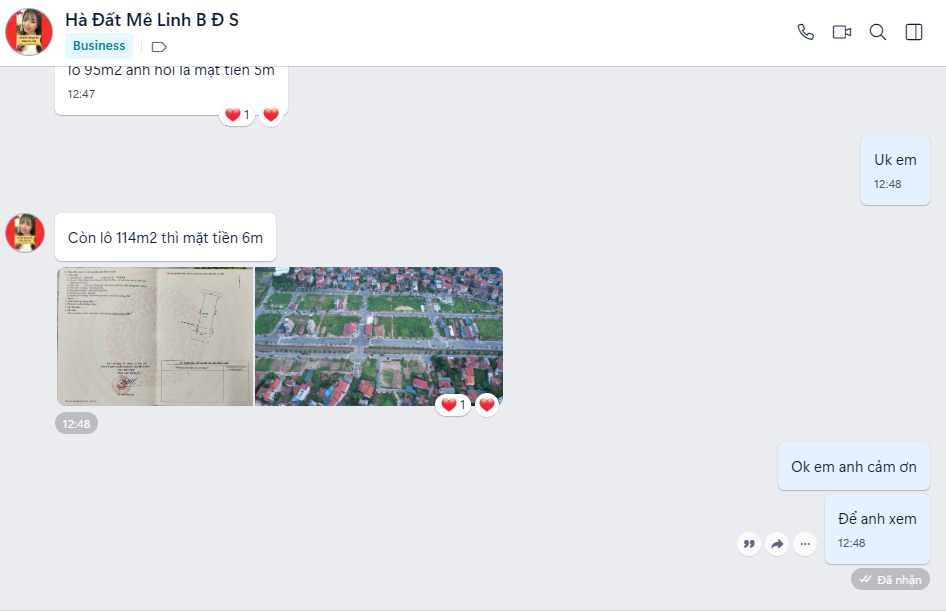 Hà Đất Mê Linh B Đ S
Business
lô 95m2 anh hỏi là mặt tiền 5m
12:47
1
Uk em
12:48
Còn lô 114m2 thì mặt tiền 6m
1
12:48
Ok em anh cảm ơn
Để anh xem
12:48
Đã nhận